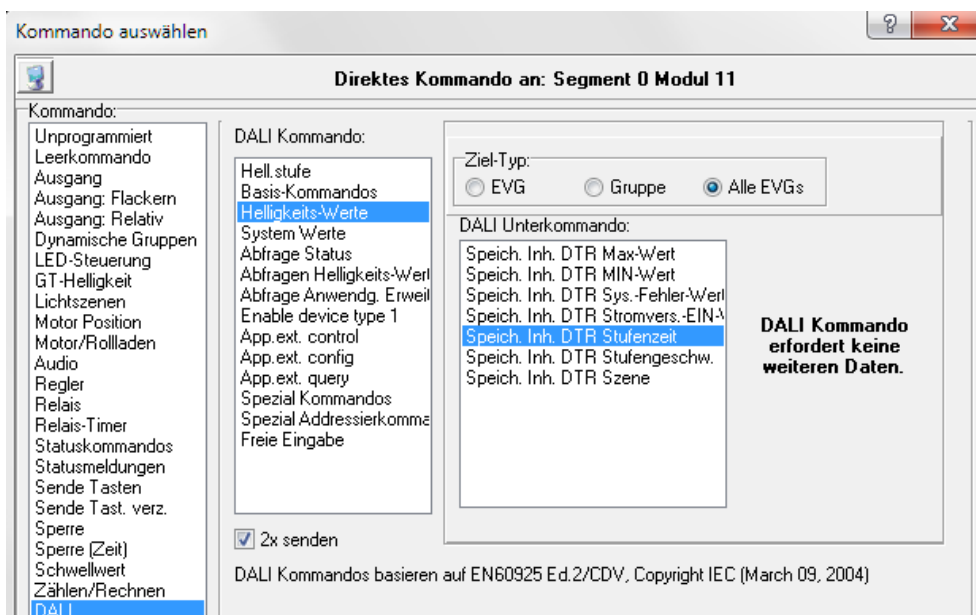 Kommando auswählen
Direktes Kommando an: Segment 0 Modul 11
Kommando:
Unprogrammiert
Leerkommando
Ausgang
Ausgang: Flackern
Ausgang: Relativ
Dynamische Gruppen
LED-Steuerung
GT-Helligkeit
Lichtszenen
Motor Position
Motor/Rollladen
Audio
Regler
Relais
Relais-Timer
Statuskommandos
Statusmeldungen
Sende Tasten
Sende Tast. verz.
Sperre
Sperre (Zeit)
Schwellwert
Zählen/Rechnen
DALI
DALI Kommando:
Hell.stufe
Basis-Kommandos
Helligkeits-Werte
System Werte
Abfrage Status
Abfragen Helligkeits-Wert
Abfrage Anwendg. Erweit
Enable device type 1
App.ext. control
App.ext. config
App.ext. query
Spezial Kommandos
Spezial Addressierkomma
Freie Eingabe
2x senden
Ziel-Typ:
EVG
Gruppe
Alle EVGs
DALI Unterkommando:
Speich. Inh. DTR Max-Wert
Speich. Inh. DTR MIN-Wert
Speich. Inh. DTR Sys.-Fehler-Wert
Speich. Inh. DTR Stromvers.-EIN-
Speich. Inh. DTR Stufenzeit
Speich. Inh. DTR Stufengeschw.
Speich. Inh. DTR Szene
DALI Kommando
erfordert keine
weiteren Daten.
DALI Kommandos basieren auf EN60925 Ed.2/CDV, Copyright IEC (March 09, 2004)